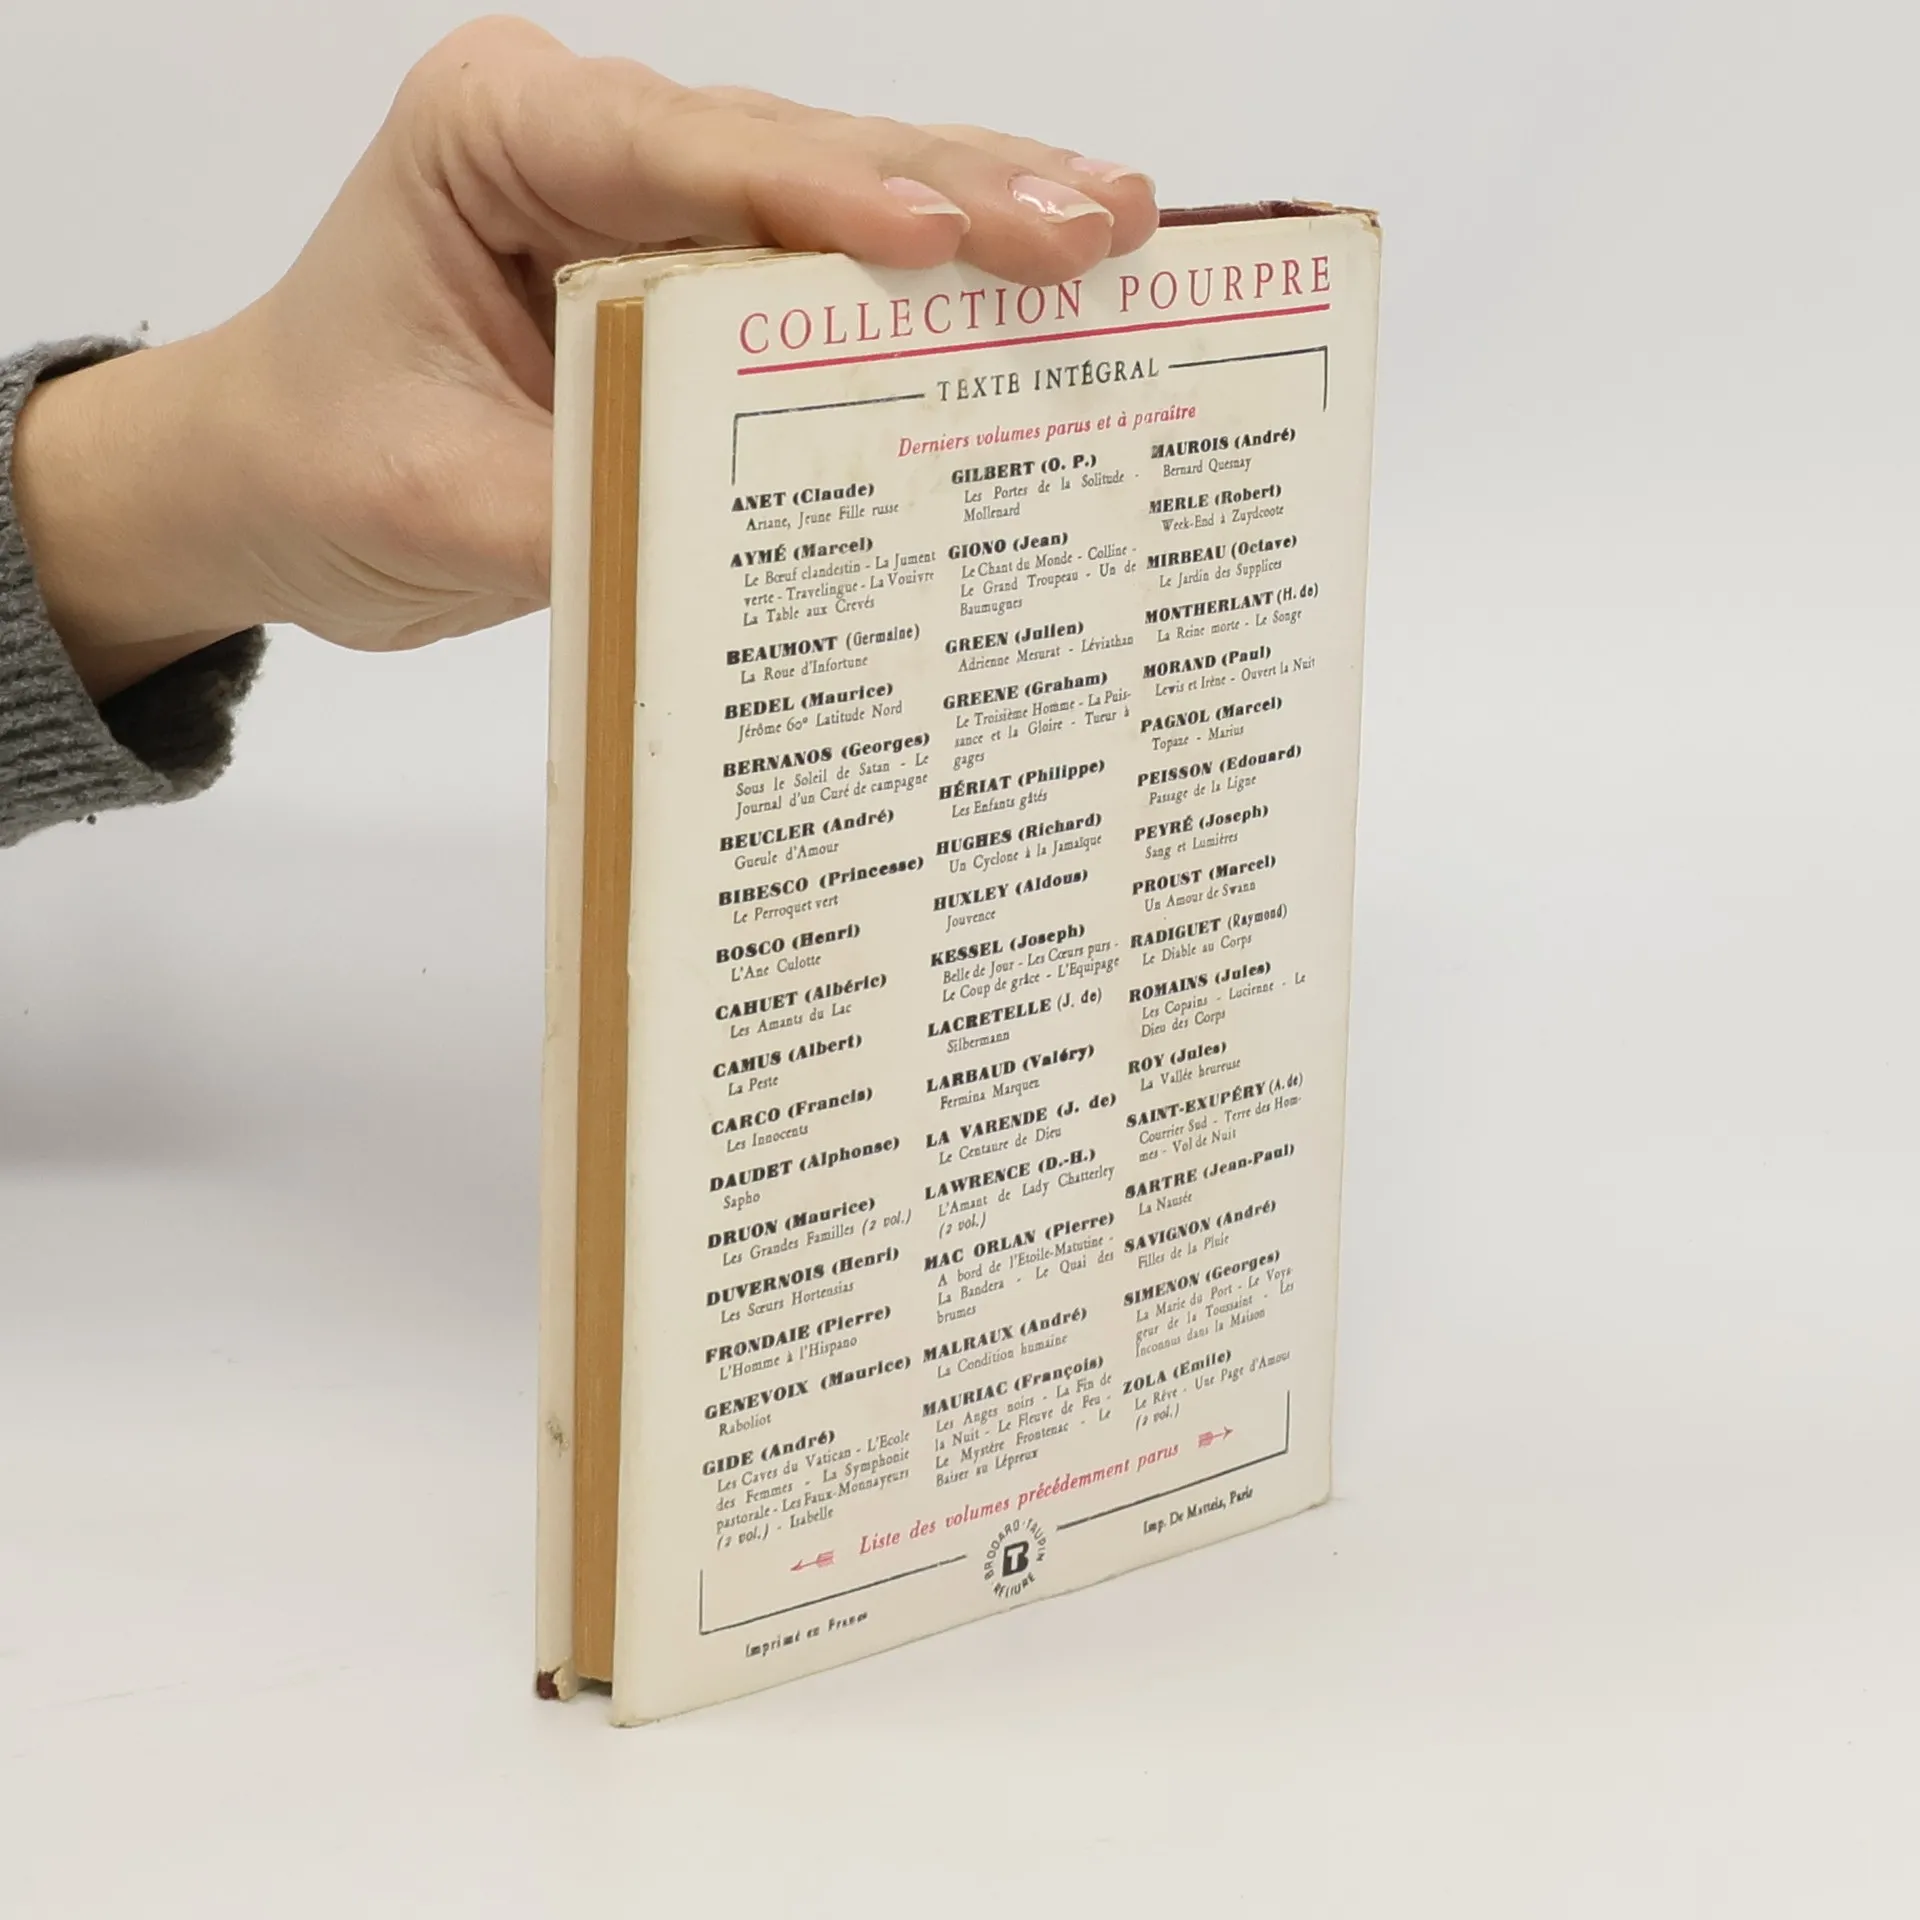 COLLECTION POURPRE
TEXTE INTÉGRAL
Derniers volumes parus et à paraître
ANET (Claude)
Ariane, Jeune Fille russe
AYMÉ (Marcel)
Le Bœuf clandestin - La Jument
verte - Travelingue - La Vouivre
La Table aux Crevés
BEAUMONT (Germaine)
La Roue d'Infortune
BEDEL (Maurice)
Jérôme 60° Latitude Nord
BERNANOS (Georges)
Sous le Soleil de Satan - Le
Journal d'un Curé de campagne
BEUCLER (André)
Gueule d'Amour
BIBESCO (Princesse)
Le Perroquet vert
BOSCO (Henri)
L'Ane Culotte
CAHUET (Albéric)
Les Amants du Lac
CAMUS (Albert)
La Peste
CARCO (Francis)
Les Innocents
DAUDET (Alphonse)
Sapho
DRUON (Maurice)
Les Grandes Familles (2 vol.)
DUVERNOIS (Henri)
Les Sœurs Hortensias
FRONDAIE (Pierre)
L'Homme à l'Hispano
GENEVOIX (Maurice)
Raboliot
GIDE (André)
Les Caves du Vatican - L'Ecole
des Femmes - La Symphonie
pastorale - Les Faux-Monnayeurs
(2 vol.) - Isabelle
GILBERT (O. P.)
Les Portes de la Solitude -
Mollenard
GIONO (Jean)
Le Chant du Monde - Colline -
Le Grand Troupeau - Un de
Baumugnes
GREEN (Julien)
Adrienne Mesurat - Léviathan
GREENE (Graham)
Le Troisième Homme - La Puis-
sance et la Gloire - Tueur à
gages
HÉRIAT (Philippe)
Les Enfants gâtés
HUGHES (Richard)
Un Cyclone à la Jamaïque
HUXLEY (Aldous)
Jouvence
KESSEL (Joseph)
Belle de Jour - Les Cœurs purs -
Le Coup de grâce - L'Equipage
LACRETELLE (J. de)
Silbermann
LARBAUD (Valéry)
Fermina Marquez
LA VARENDE (J. de)
Le Centaure de Dieu
LAWRENCE (D.-H.)
L'Amant de Lady Chatterley
(2 vol.)
MAC ORLAN (Pierre)
A bord de l'Etoile-Matutine -
La Bandera - Le Quai des
brumes
MALRAUX (André)
La Condition humaine
MAURIAC (François)
Les Anges noirs - La Fin de
la Nuit - Le Fleuve de Feu -
Le Mystère Frontenac - Le
Baiser au Lépreux
MAUROIS (André)
Bernard Quesnay
MERLE (Robert)
Week-End à Zuydcoote
MIRBEAU (Octave)
Le Jardin des Supplices
MONTHERLANT (H. de)
La Reine morte - Le Songe
MORAND (Paul)
Lewis et Irène - Ouvert la Nuit
PAGNOL (Marcel)
Topaze - Marius
PEISSON (Edouard)
Passage de la Ligne
PEYRÉ (Joseph)
Sang et Lumières
PROUST (Marcel)
Un Amour de Swann
RADIGUET (Raymond)
Le Diable au Corps
ROMAINS (Jules)
Les Copains - Lucienne - Le
Dieu des Corps
ROY (Jules)
La Vallée heureuse
SAINT-EXUPÉRY (A. de)
Courrier Sud - Terre des Hom-
mes - Vol de Nuit
SARTRE (Jean-Paul)
La Nausée
SAVIGNON (André)
Filles de la Pluie
SIMENON (Georges)
La Marie du Port - Le Voya-
geur de la Toussaint - Les
Inconnus dans la Maison
ZOLA (Emile)
Le Rêve - Une Page d'Amour
(2 vol.)
Liste des volumes précédemment parus
BRODARD-TAUPIN
RELIURE
Imprimé en France
Imp. De Matteis, Paris